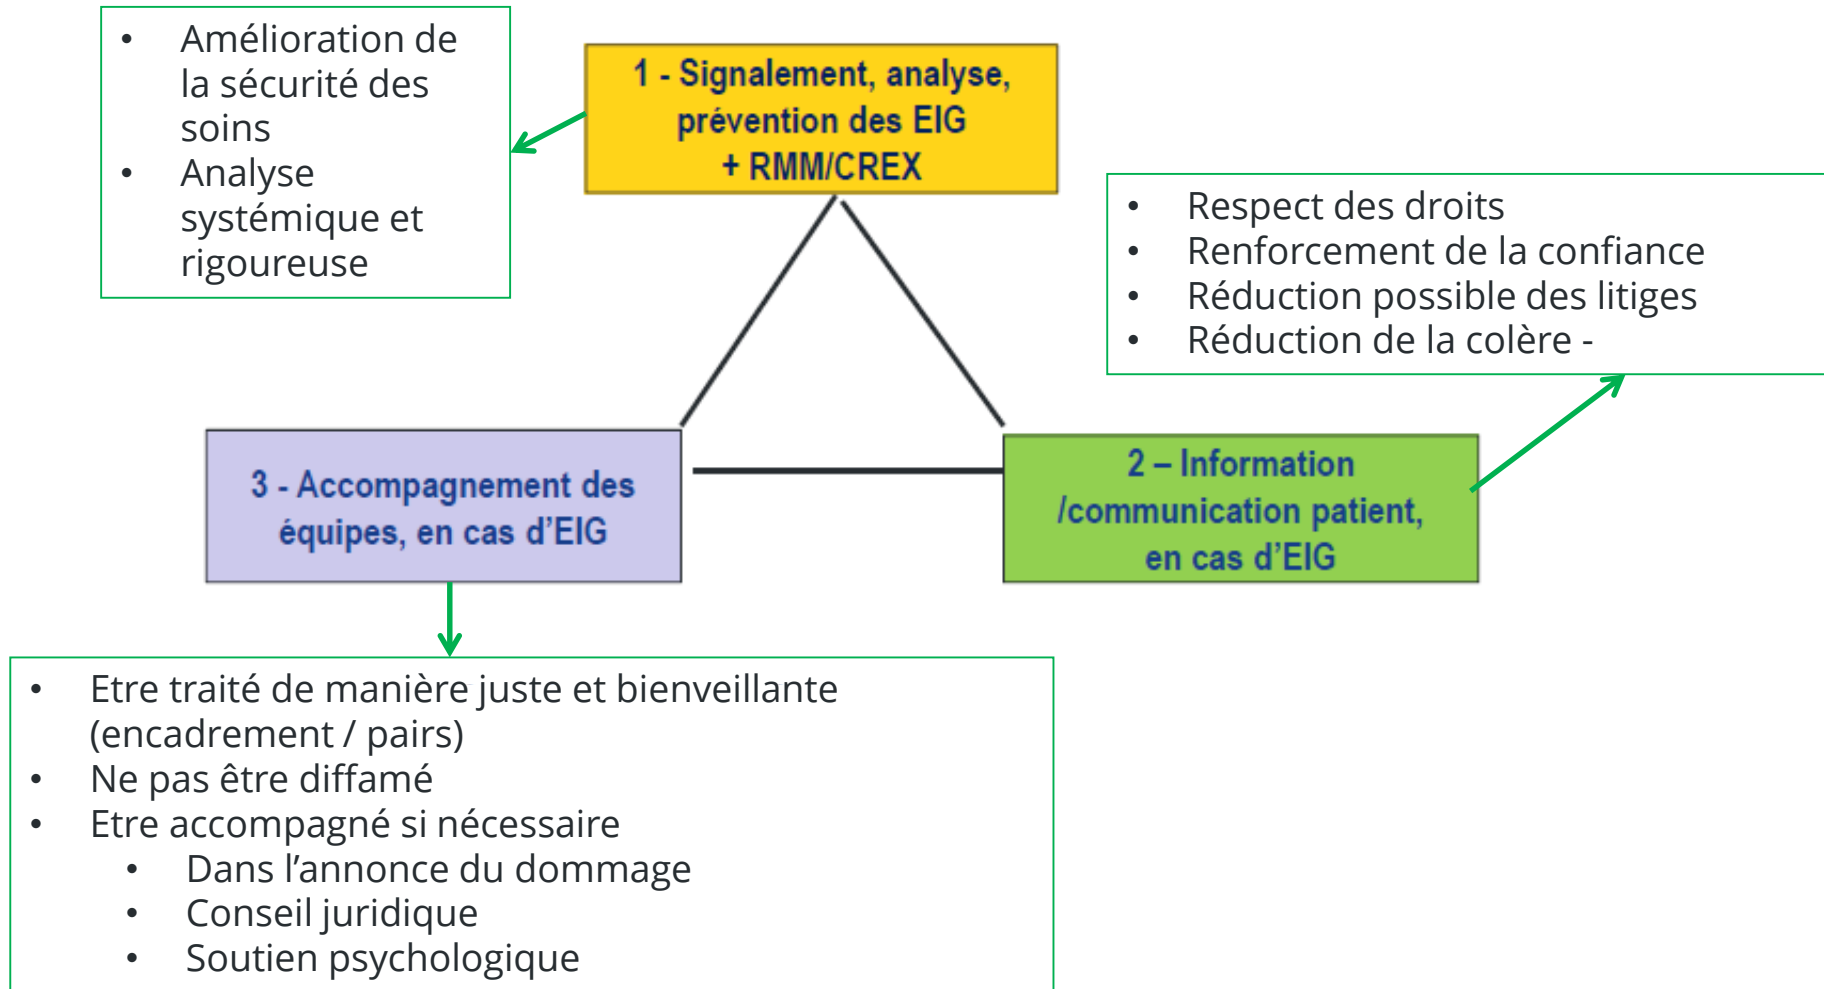 • Amélioration de
la sécurité des
soins
• Analyse
systémique et
rigoureuse
1 - Signalement, analyse,
prévention des EIG
+ RMM/CREX
• Respect des droits
• Renforcement de la confiance
• Réduction possible des litiges
• Réduction de la colère -
3 - Accompagnement des
équipes, en cas d’EIG
2 – Information
/communication patient,
en cas d’EIG
• Etre traité de manière juste et bienveillante
(encadrement / pairs)
• Ne pas être diffamé
• Etre accompagné si nécessaire
• Dans l’annonce du dommage
• Conseil juridique
• Soutien psychologique